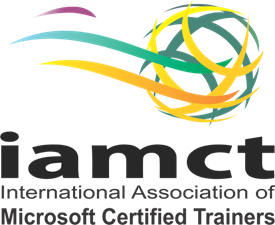 iamct
International Association of
Microsoft Certified Trainers